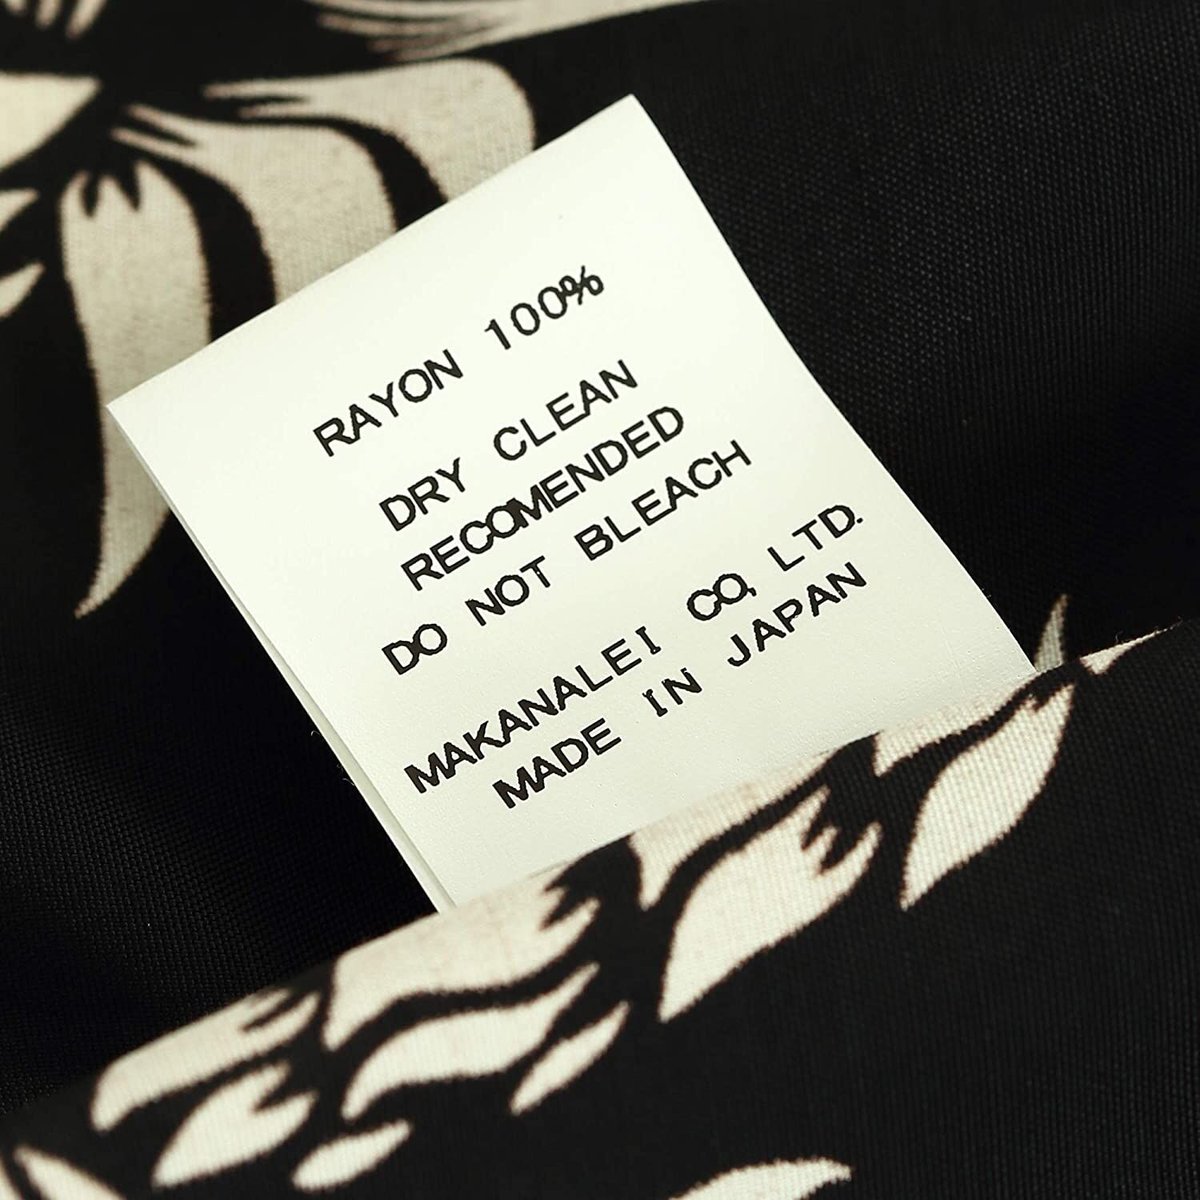 RAYON 100%
DRY CLEAN
RECOMENDED
DO NOT BLEACH
MAKANALEI CO, LTD.
MADE IN JAPAN